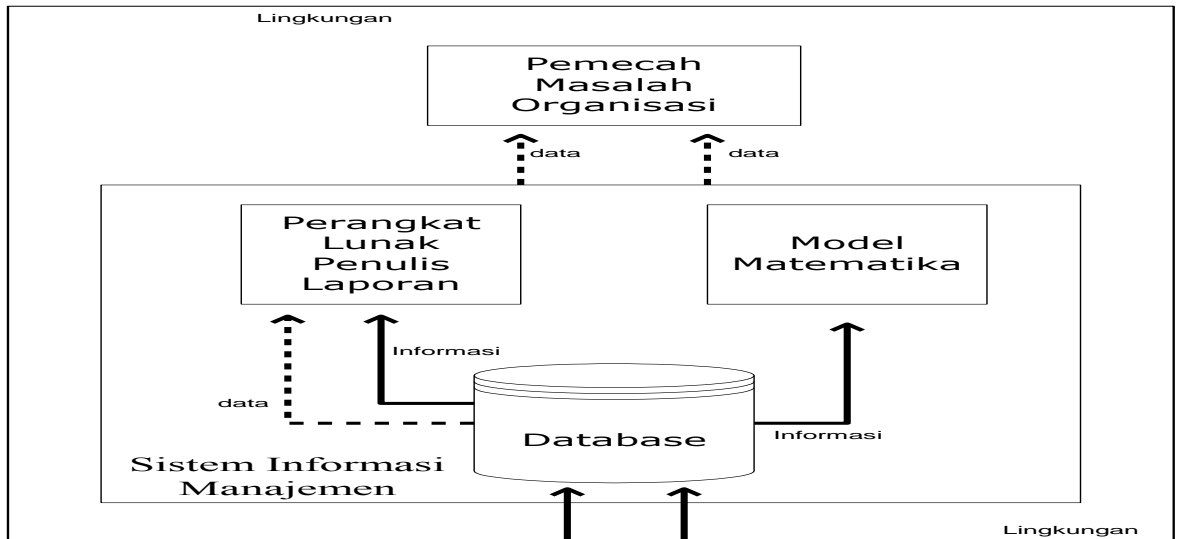 Lingkungan
Pemecah
Masalah
Organisasi
data
data
Perangkat
Lunak
Penulis
Laporan
Model
Matematika
Informasi
data
Database
Informasi
Sistem Informasi
Manajemen
Lingkungan